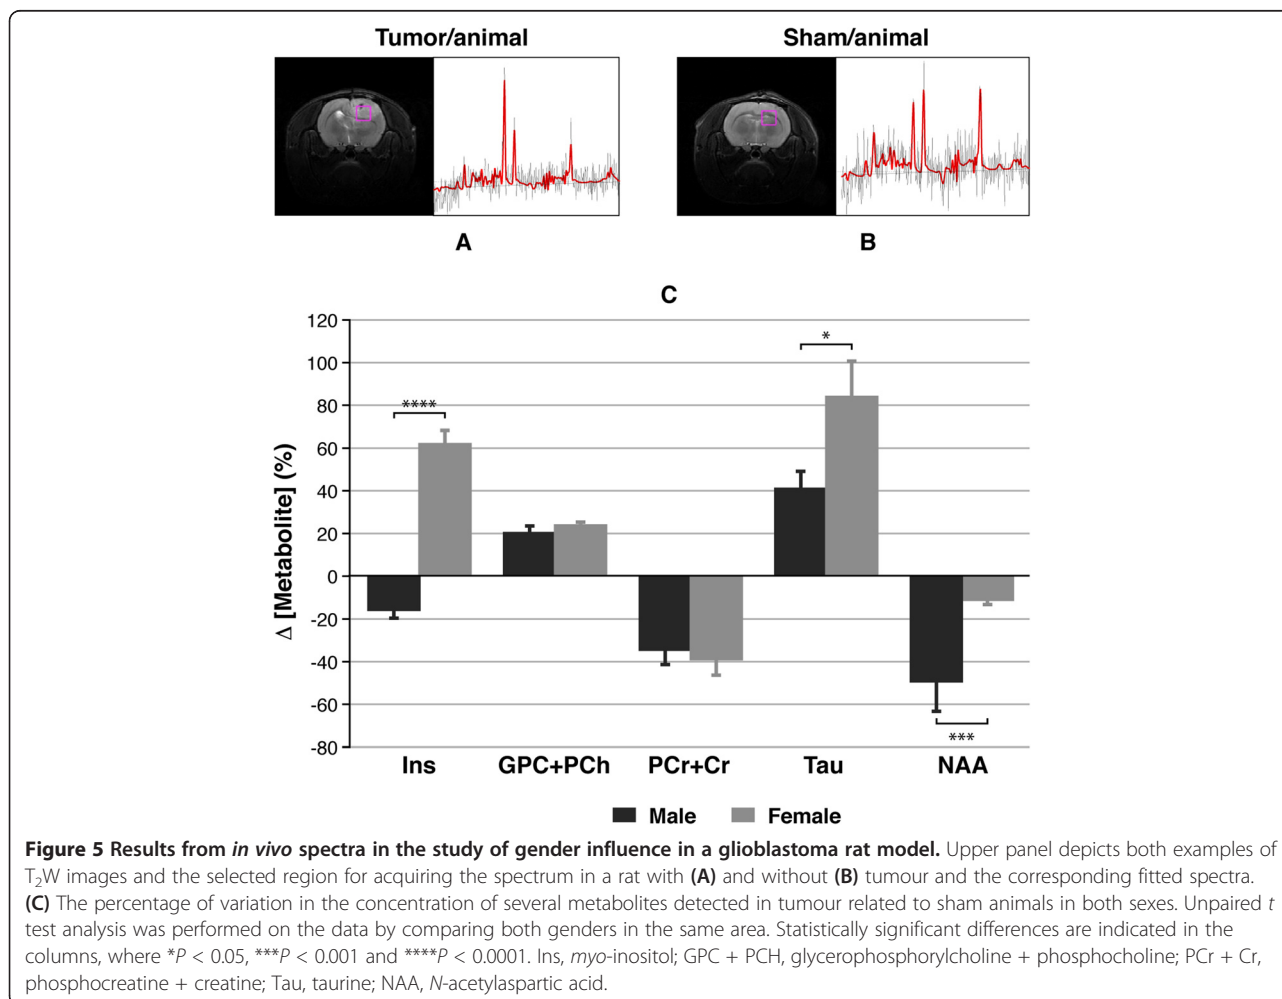 Tumor/animal
Sham/animal
A
B
C
120
100
80
60
40
20
0
-20
-40
-60
-80
Δ [Metabolite] (%)
****
*
***
Ins
GPC+PCh
PCr+Cr
Tau
NAA
Male
Female
Figure 5 Results from in vivo spectra in the study of gender influence in a glioblastoma rat model. Upper panel depicts both examples of
T₂W images and the selected region for acquiring the spectrum in a rat with (A) and without (B) tumour and the corresponding fitted spectra.
(C) The percentage of variation in the concentration of several metabolites detected in tumour related to sham animals in both sexes. Unpaired t
test analysis was performed on the data by comparing both genders in the same area. Statistically significant differences are indicated in the
columns, where *P < 0.05, ***P < 0.001 and ****P < 0.0001. Ins, myo-inositol; GPC + PCH, glycerophosphorylcholine + phosphocholine; PCr + Cr,
phosphocreatine + creatine; Tau, taurine; NAA, N-acetylaspartic acid.